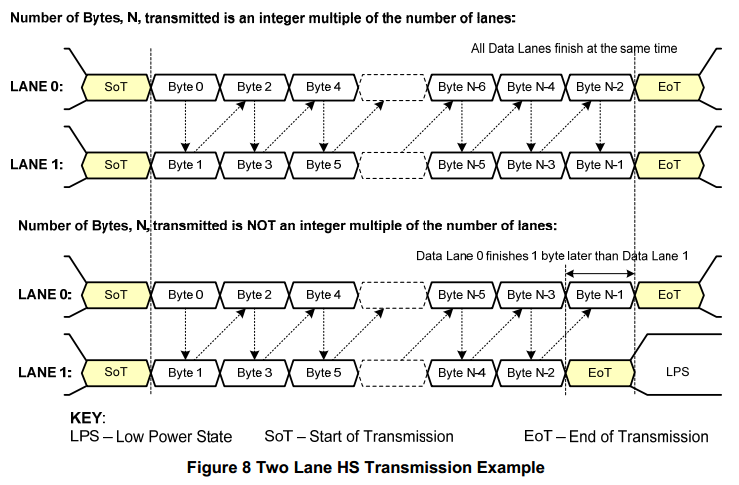 Number of Bytes, N, transmitted is an integer multiple of the number of lanes:
All Data Lanes finish at the same time
LANE 0: SoT Byte 0 Byte 2 Byte 4 Byte N-6 Byte N-4 Byte N-2 EoT
LANE 1: SoT Byte 1 Byte 3 Byte 5 Byte N-5 Byte N-3 Byte N-1 EoT
Number of Bytes, N, transmitted is NOT an integer multiple of the number of lanes:
Data Lane 0 finishes 1 byte later than Data Lane 1
LANE 0: SoT Byte 0 Byte 2 Byte 4 Byte N-5 Byte N-3 Byte N-1 EoT
LANE 1: SoT Byte 1 Byte 3 Byte 5 Byte N-4 Byte N-2 EoT LPS
KEY:
LPS – Low Power State SoT – Start of Transmission EoT – End of Transmission
Figure 8 Two Lane HS Transmission Example